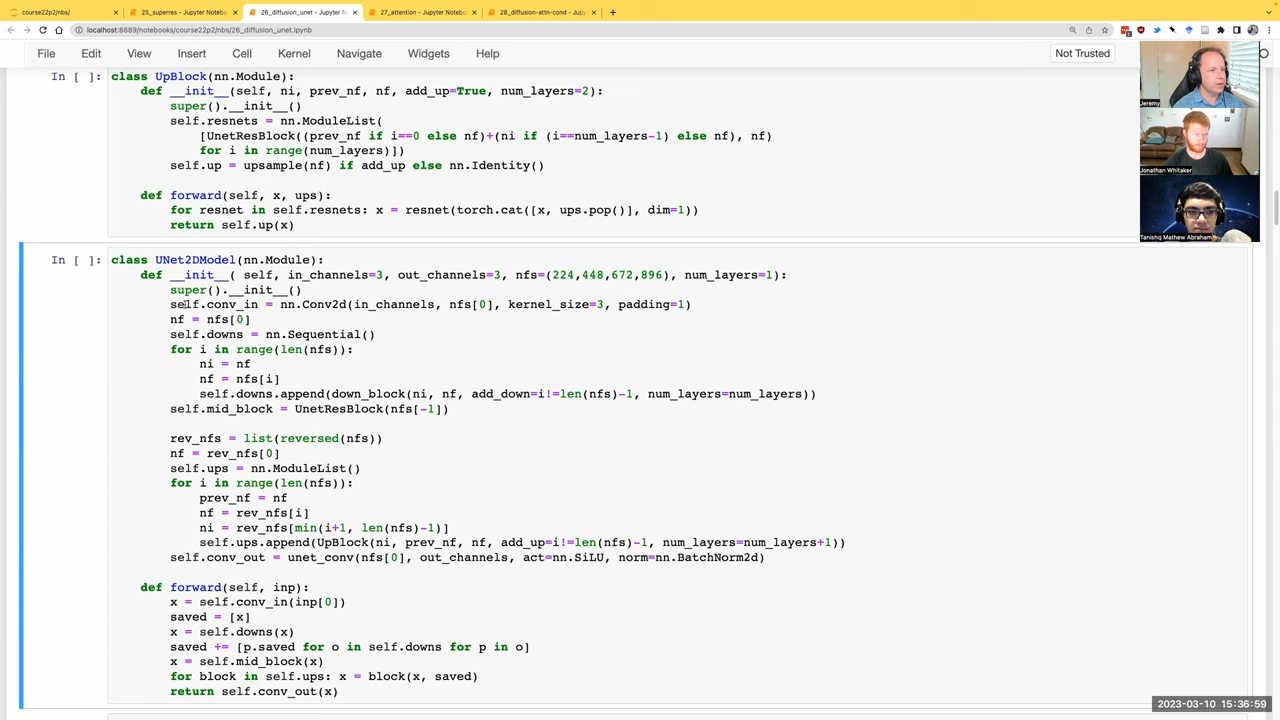 course22p2/nbs/
25_superres - Jupyter Noteb
26_diffusion_unet - Jupyter N
27_attention - Jupyter Notebo
28_diffusion-attn-cond - Jupy
localhost:8889/notebooks/course22p2/nbs/26_diffusion_unet.ipynb
File Edit View Insert Cell Kernel Navigate Widgets Help Not Trusted
In [ ]: class UpBlock(nn.Module):
def __init__(self, ni, prev_nf, nf, add_up=True, num_layers=2):
super().__init__()
self.resnets = nn.ModuleList(
[UnetResBlock((prev_nf if i==0 else nf)+(ni if (i==num_layers-1) else nf), nf)
for i in range(num_layers)])
self.up = upsample(nf) if add_up else nn.Identity()
def forward(self, x, ups):
for resnet in self.resnets: x = resnet(torch.cat([x, ups.pop()], dim=1))
return self.up(x)
Jeremy
Jonathan Whitaker
Tanishq Mathew Abraham
In [ ]: class UNet2DModel(nn.Module):
def __init__( self, in_channels=3, out_channels=3, nfs=(224,448,672,896), num_layers=1):
super().__init__()
self.conv_in = nn.Conv2d(in_channels, nfs[0], kernel_size=3, padding=1)
nf = nfs[0]
self.downs = nn.Sequential()
for i in range(len(nfs)):
ni = nf
nf = nfs[i]
self.downs.append(down_block(ni, nf, add_down=i!=len(nfs)-1, num_layers=num_layers))
self.mid_block = UnetResBlock(nfs[-1])
rev_nfs = list(reversed(nfs))
nf = rev_nfs[0]
self.ups = nn.ModuleList()
for i in range(len(nfs)):
prev_nf = nf
nf = rev_nfs[i]
ni = rev_nfs[min(i+1, len(nfs)-1)]
self.ups.append(UpBlock(ni, prev_nf, nf, add_up=i!=len(nfs)-1, num_layers=num_layers+1))
self.conv_out = unet_conv(nfs[0], out_channels, act=nn.SiLU, norm=nn.BatchNorm2d)
def forward(self, inp):
x = self.conv_in(inp[0])
saved = [x]
x = self.downs(x)
saved += [p.saved for o in self.downs for p in o]
x = self.mid_block(x)
for block in self.ups: x = block(x, saved)
return self.conv_out(x)
2023-03-10 15:36:59